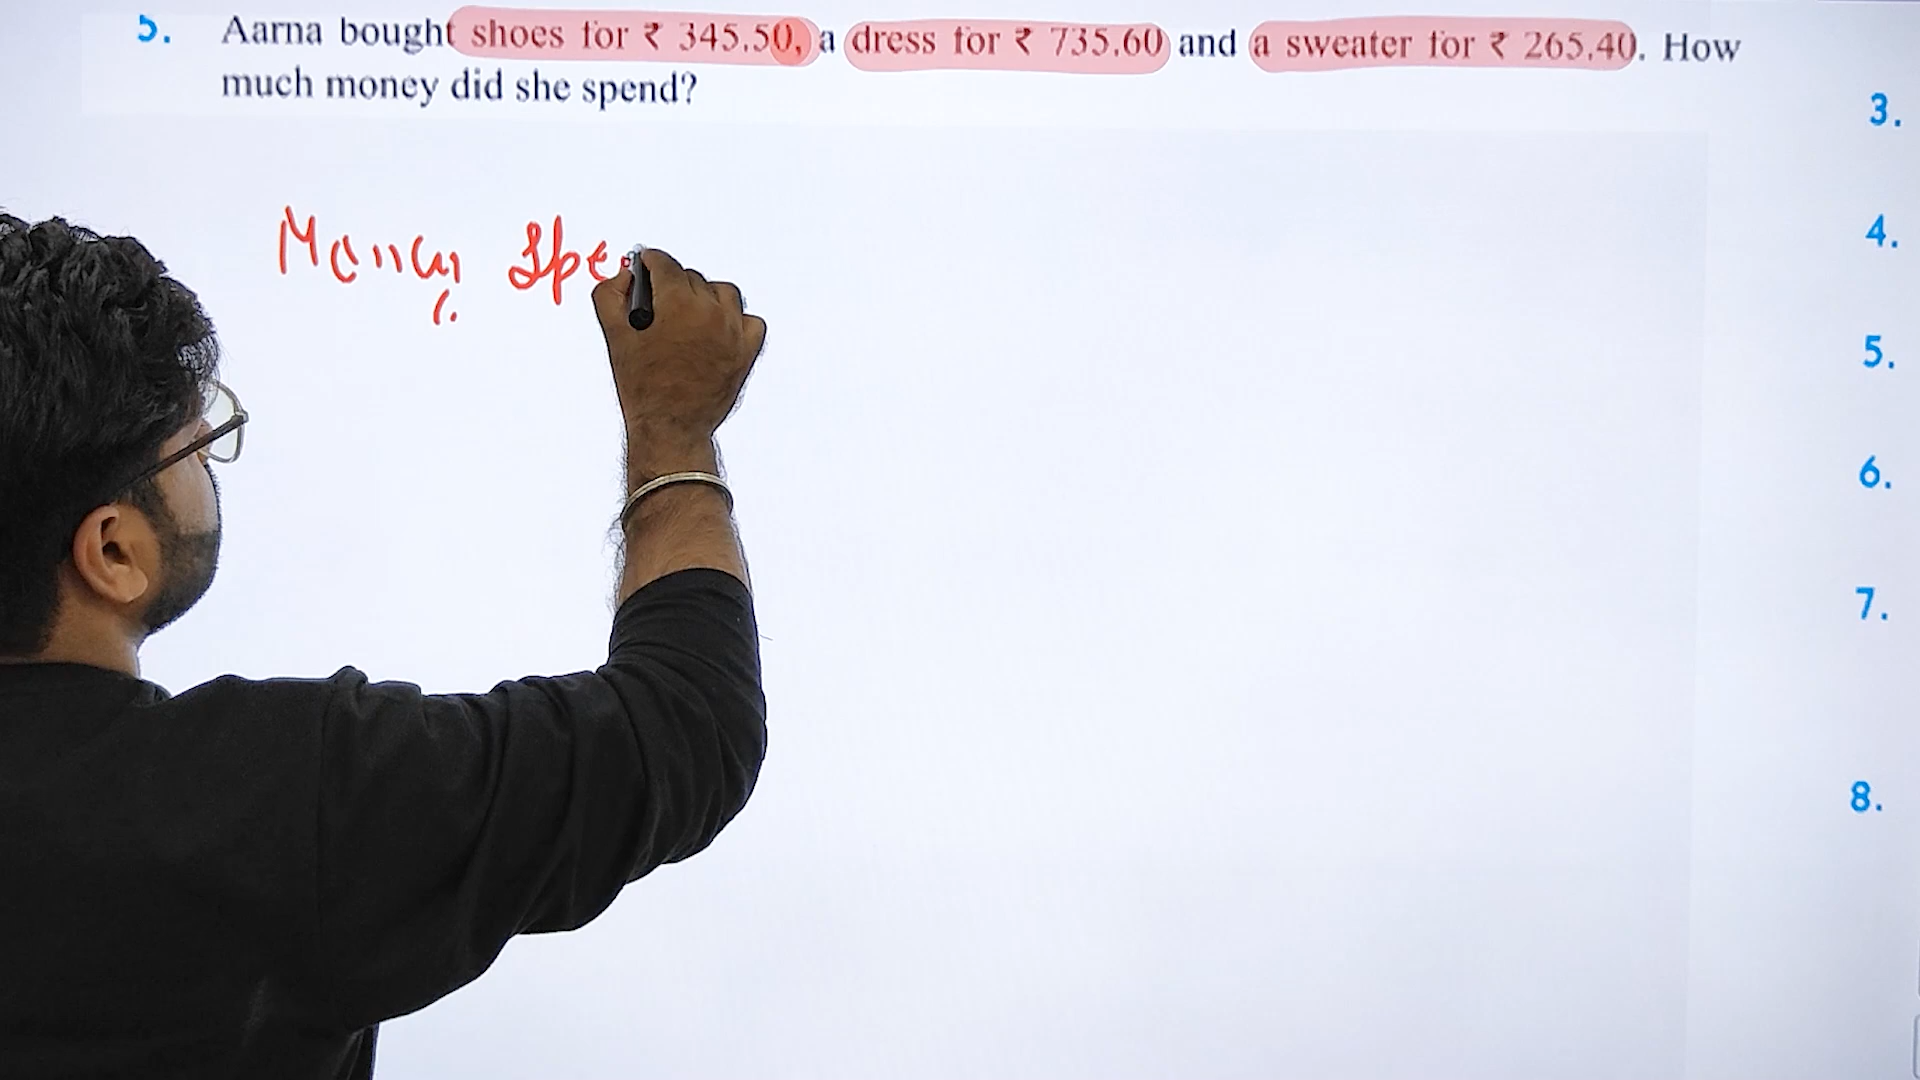 5. Aarna bought shoes for ₹ 345.50, a dress for ₹ 735.60 and a sweater for ₹ 265.40. How
much money did she spend?
Money Spe
3.
4.
5.
6.
7.
8.